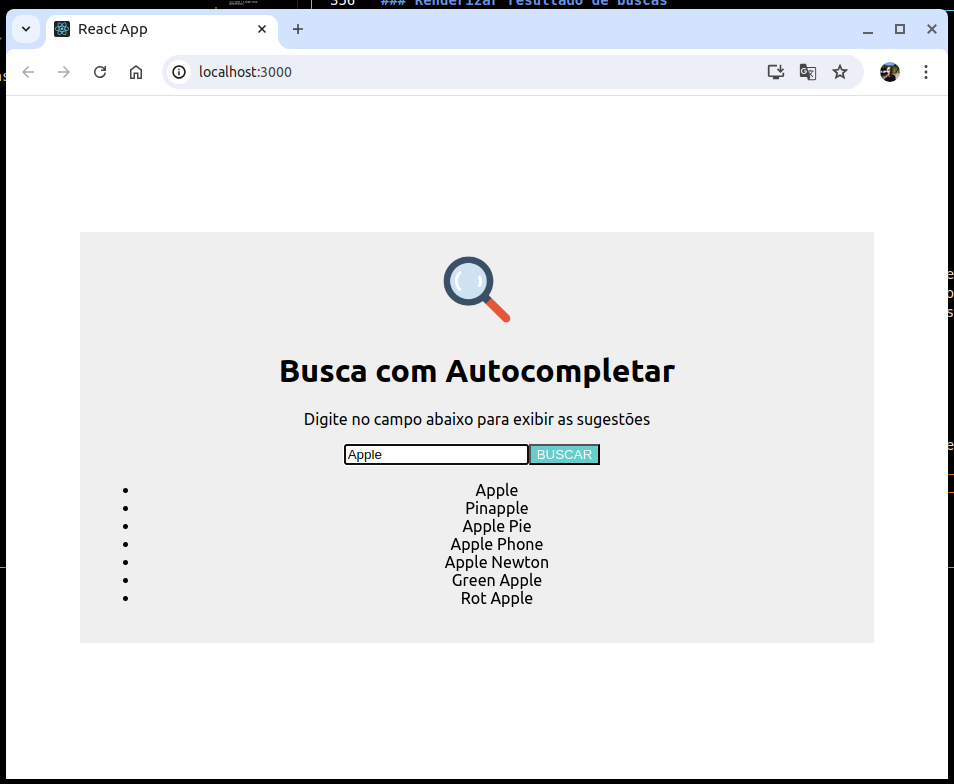 356 ### Renderizar resultado de buscas
React App
localhost:3000
Busca com Autocompletar
Digite no campo abaixo para exibir as sugestões
Apple BUSCAR
Apple
Pinapple
Apple Pie
Apple Phone
Apple Newton
Green Apple
Rot Apple